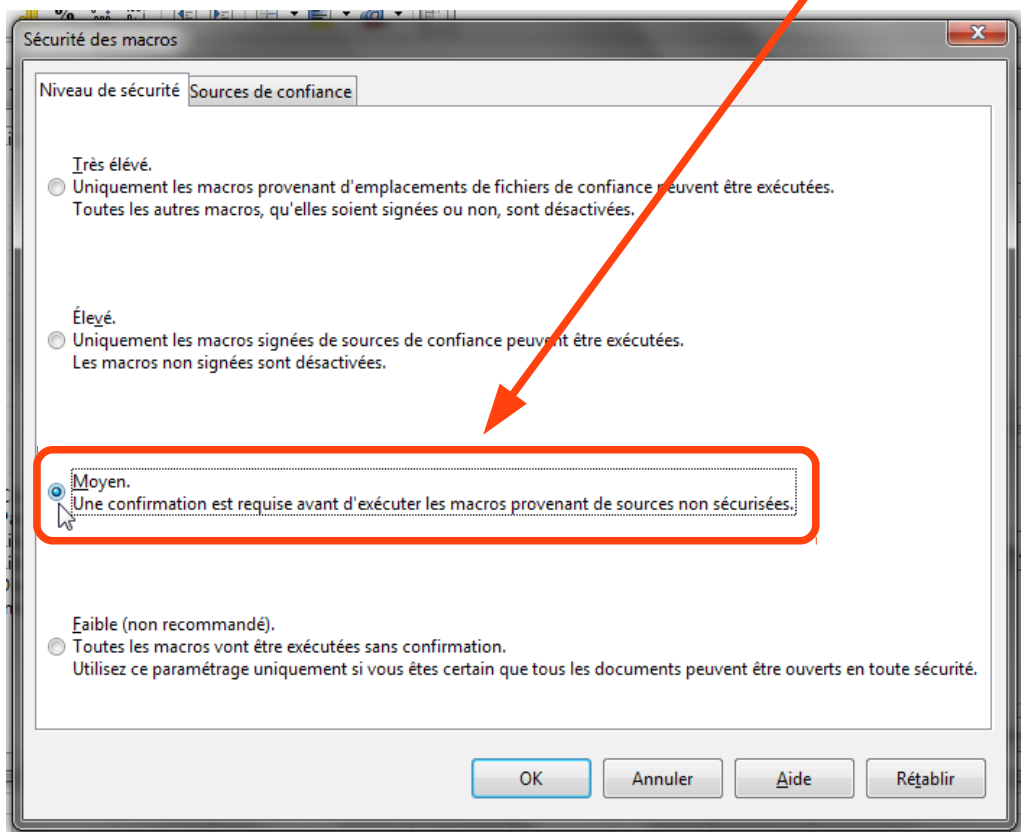 Sécurité des macros
Niveau de sécurité
Sources de confiance
Très élévé.
Uniquement les macros provenant d'emplacements de fichiers de confiance peuvent être exécutées.
Toutes les autres macros, qu'elles soient signées ou non, sont désactivées.
Élevé.
Uniquement les macros signées de sources de confiance peuvent être exécutées.
Les macros non signées sont désactivées.
Moyen.
Une confirmation est requise avant d'exécuter les macros provenant de sources non sécurisées.
Faible (non recommandé).
Toutes les macros vont être exécutées sans confirmation.
Utilisez ce paramétrage uniquement si vous êtes certain que tous les documents peuvent être ouverts en toute sécurité.
OK
Annuler
Aide
Rétablir